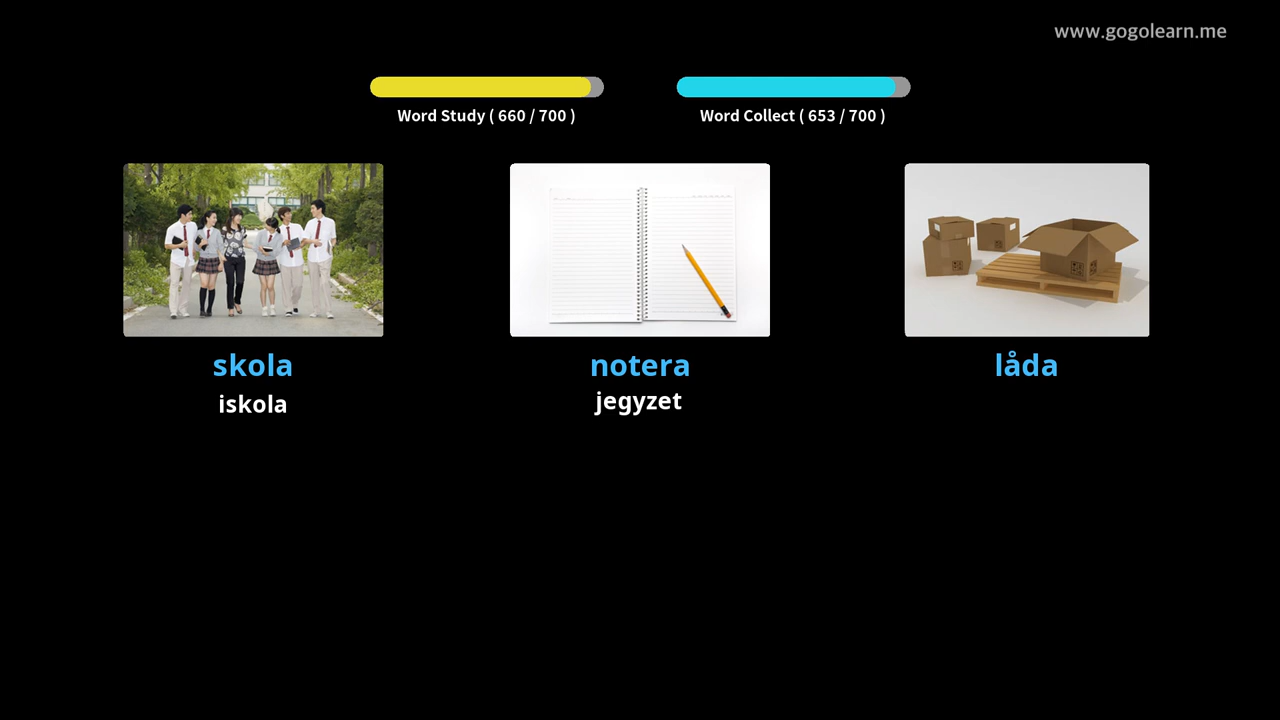 www.gogolearn.me
Word Study ( 660 / 700 )
Word Collect ( 653 / 700 )
skola
notera
låda
iskola
jegyzet